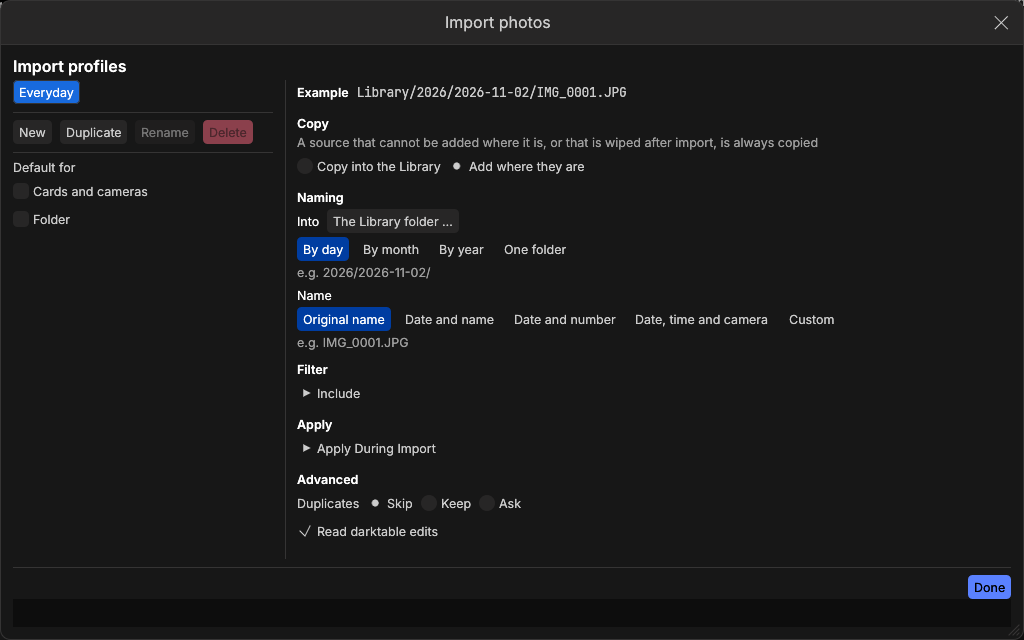 Import photos
Import profiles
Everyday
New Duplicate Rename Delete
Default for
Cards and cameras
Folder
Example Library/2026/2026-11-02/IMG_0001.JPG
Copy
A source that cannot be added where it is, or that is wiped after import, is always copied
Copy into the Library Add where they are
Naming
Into The Library folder ...
By day By month By year One folder
e.g. 2026/2026-11-02/
Name
Original name Date and name Date and number Date, time and camera Custom
e.g. IMG_0001.JPG
Filter
Include
Apply
Apply During Import
Advanced
Duplicates Skip Keep Ask
Read darktable edits
Done